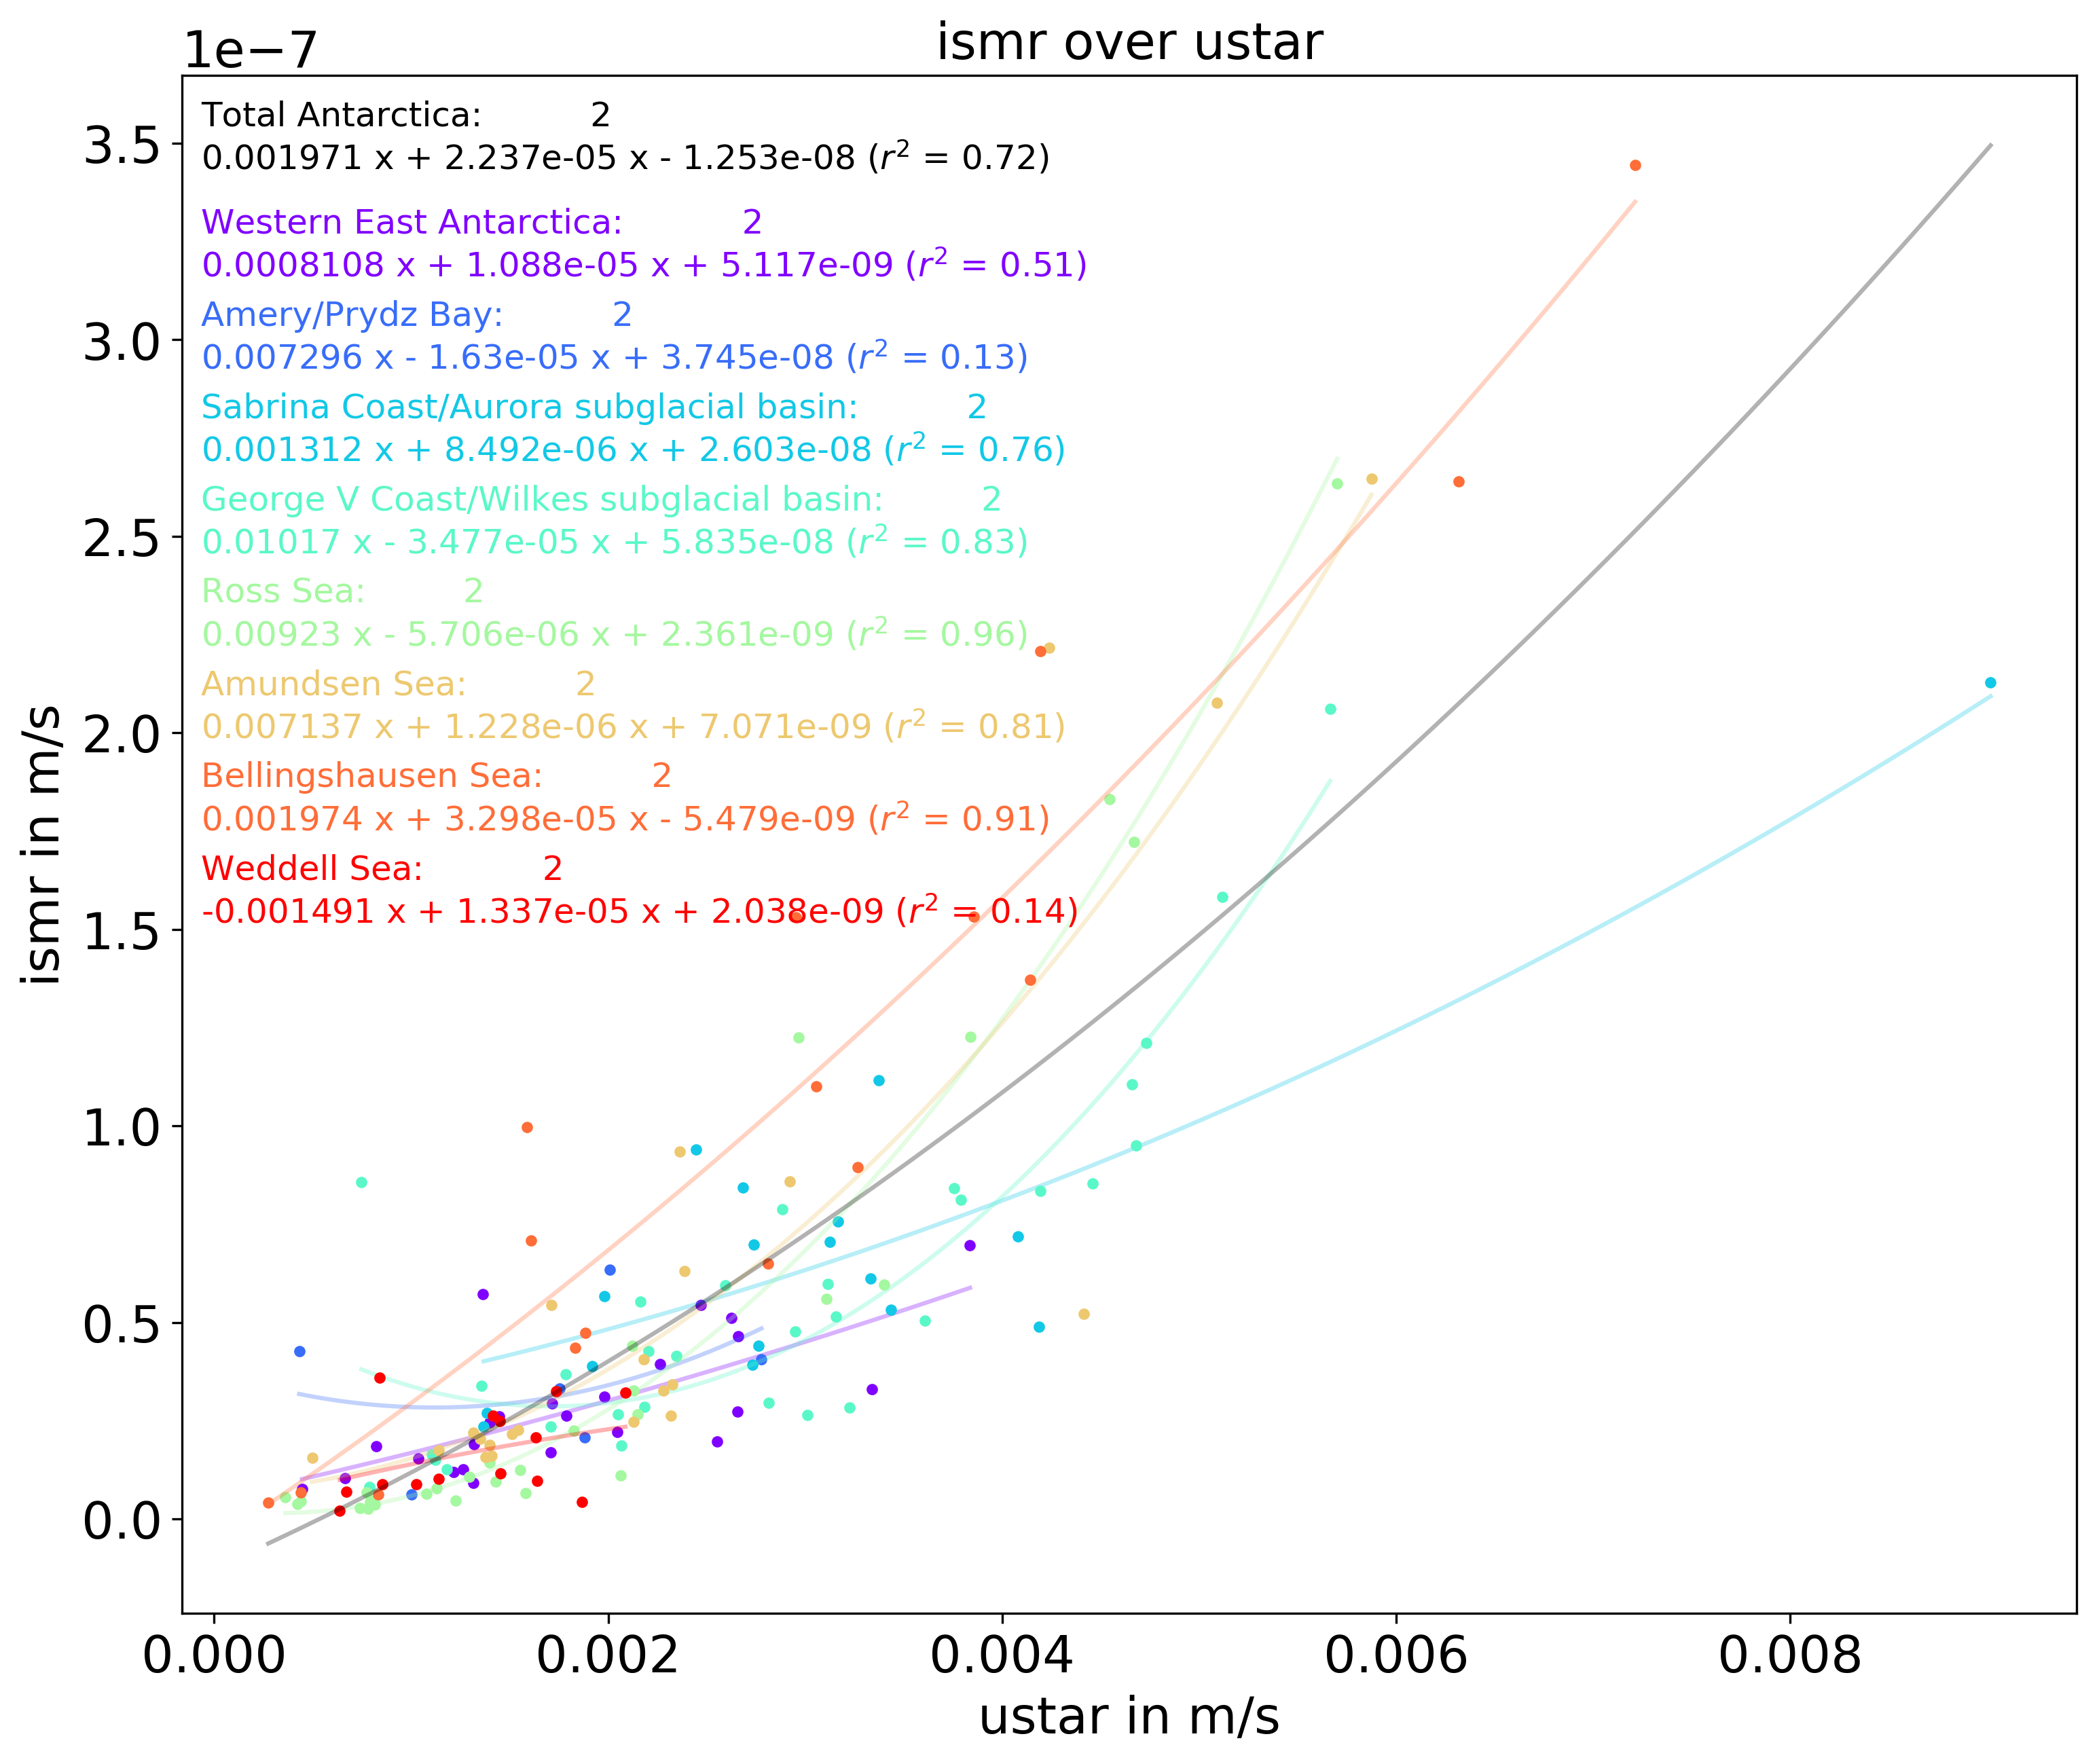 ismr over ustar
1e−7
Total Antarctica: 2
0.001971 x + 2.237e-05 x - 1.253e-08 (r² = 0.72)
Western East Antarctica: 2
0.0008108 x + 1.088e-05 x + 5.117e-09 (r² = 0.51)
Amery/Prydz Bay: 2
0.007296 x - 1.63e-05 x + 3.745e-08 (r² = 0.13)
Sabrina Coast/Aurora subglacial basin: 2
0.001312 x + 8.492e-06 x + 2.603e-08 (r² = 0.76)
George V Coast/Wilkes subglacial basin: 2
0.01017 x - 3.477e-05 x + 5.835e-08 (r² = 0.83)
Ross Sea: 2
0.00923 x - 5.706e-06 x + 2.361e-09 (r² = 0.96)
Amundsen Sea: 2
0.007137 x + 1.228e-06 x + 7.071e-09 (r² = 0.81)
Bellingshausen Sea: 2
0.001974 x + 3.298e-05 x - 5.479e-09 (r² = 0.91)
Weddell Sea: 2
-0.001491 x + 1.337e-05 x + 2.038e-09 (r² = 0.14)
3.5
3.0
2.5
2.0
1.5
1.0
0.5
0.0
ismr in m/s
0.000 0.002 0.004 0.006 0.008
ustar in m/s